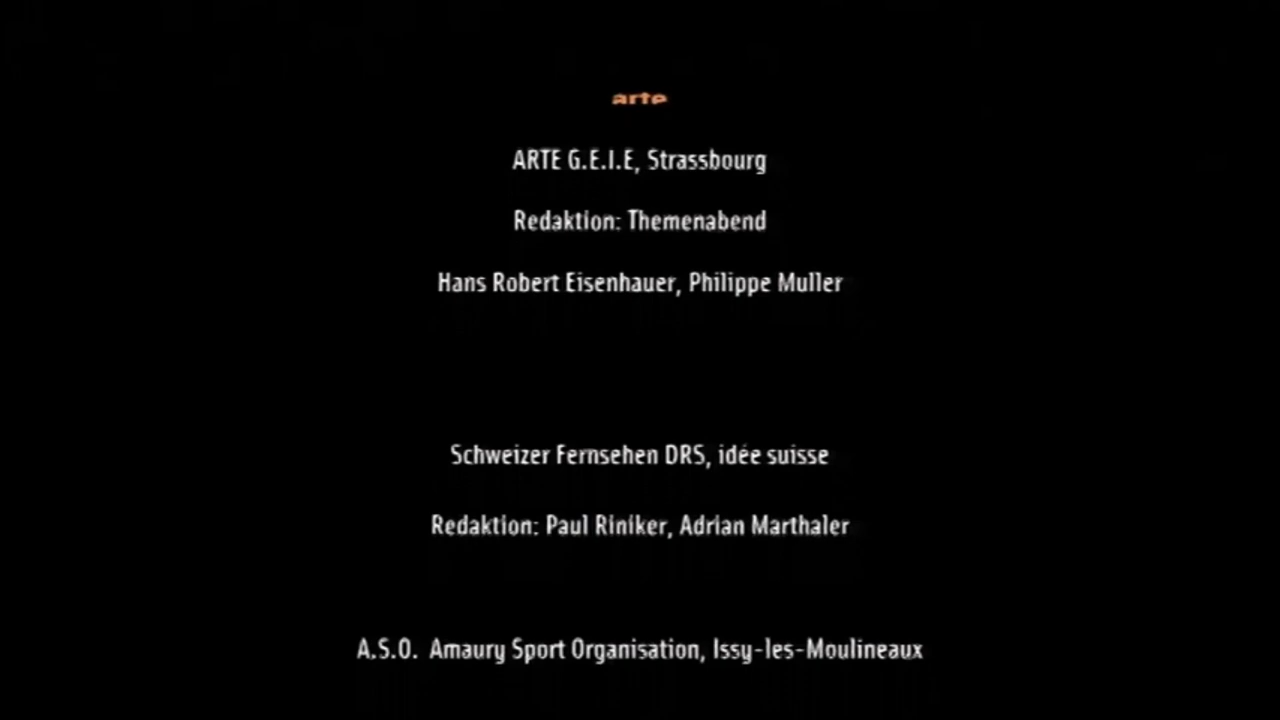 arte
ARTE G.E.I.E, Strassbourg
Redaktion: Themenabend
Hans Robert Eisenhauer, Philippe Muller
Schweizer Fernsehen DRS, idée suisse
Redaktion: Paul Riniker, Adrian Marthaler
A.S.O. Amaury Sport Organisation, Issy-les-Moulineaux